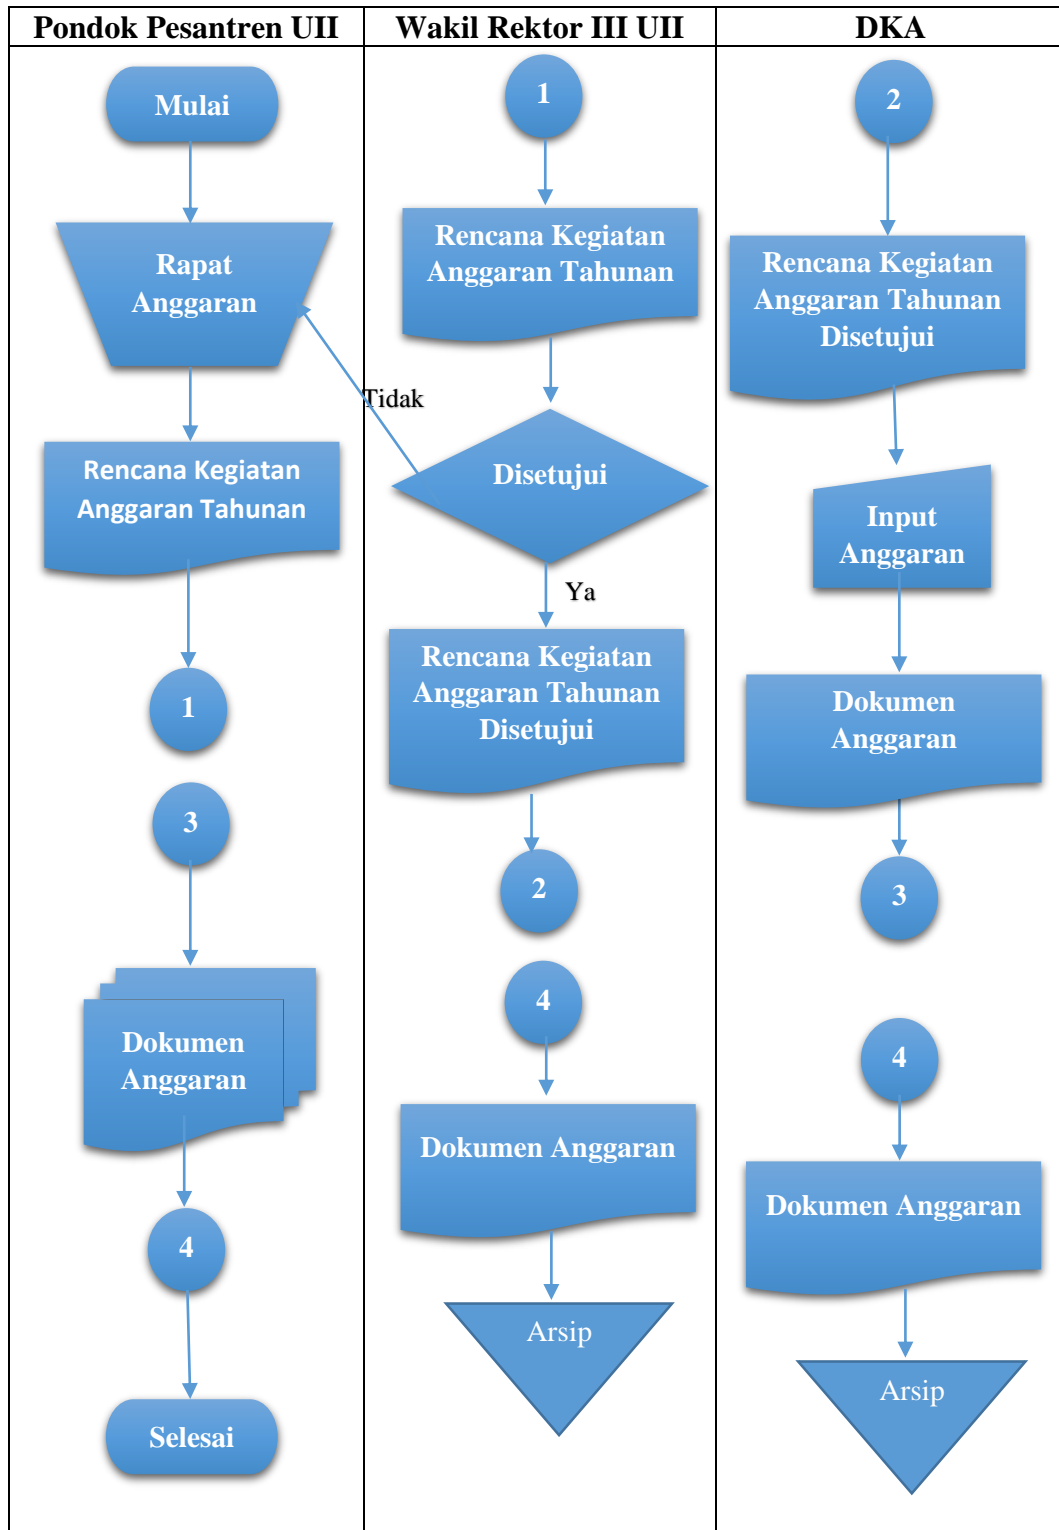 Pondok Pesantren UII
Wakil Rektor III UII
DKA
Mulai
Rapat
Anggaran
Rencana Kegiatan
Anggaran Tahunan
1
3
Dokumen
Anggaran
4
Selesai
1
Rencana Kegiatan
Anggaran Tahunan
Tidak
Disetujui
Ya
Rencana Kegiatan
Anggaran Tahunan
Disetujui
2
4
Dokumen Anggaran
Arsip
2
Rencana Kegiatan
Anggaran Tahunan
Disetujui
Input
Anggaran
Dokumen
Anggaran
3
4
Dokumen Anggaran
Arsip